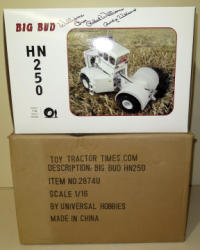 BIG BUD
HN
250
TOY TRACTOR TIMES.COM
DESCRIPTION: BIG BUD HN250
ITEM NO:2874U
SCALE 1/16
BY UNIVERSAL HOBBIES
MADE IN CHINA